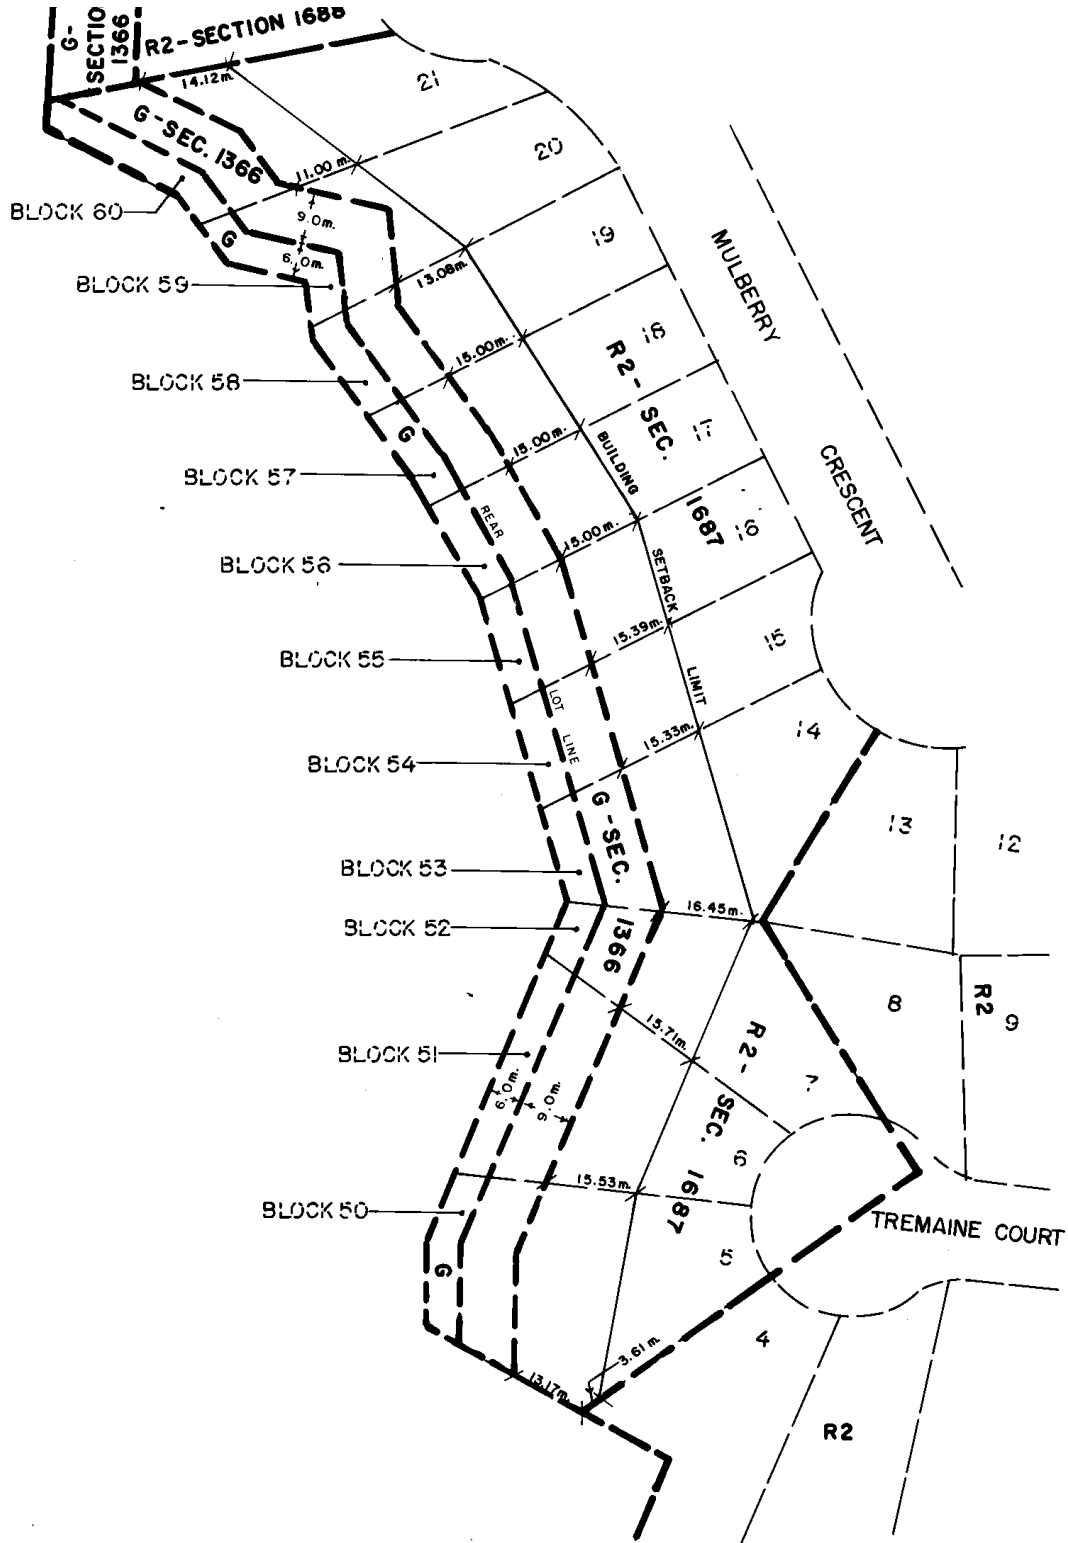 G-
SECTIO
1366
R2-SECTION 1688
14.12m.
21
G-SEC. 1366
11.00 m.
20
BLOCK 60
9.0m.
G
6.0m.
19
MULBERRY
BLOCK 59
13.08m.
18
R2- SEC. 1687
15.00m.
BLOCK 58
G
17
CRESCENT
15.00m.
BUILDING
BLOCK 57
REAR
16
15.00m.
BLOCK 56
SETBACK
15.39m.
15
BLOCK 55
LIMIT
LOT
15.33m.
14
LINE
BLOCK 54
G-SEC. 1366
13
12
BLOCK 53
16.45m.
BLOCK 52
8
R2
9
15.71m.
R2-
SEC. 1687
BLOCK 51
7
6.0m.
9.0m.
6
15.53m.
BLOCK 50
TREMAINE COURT
5
G
4
3.61m.
13.17m.
R2